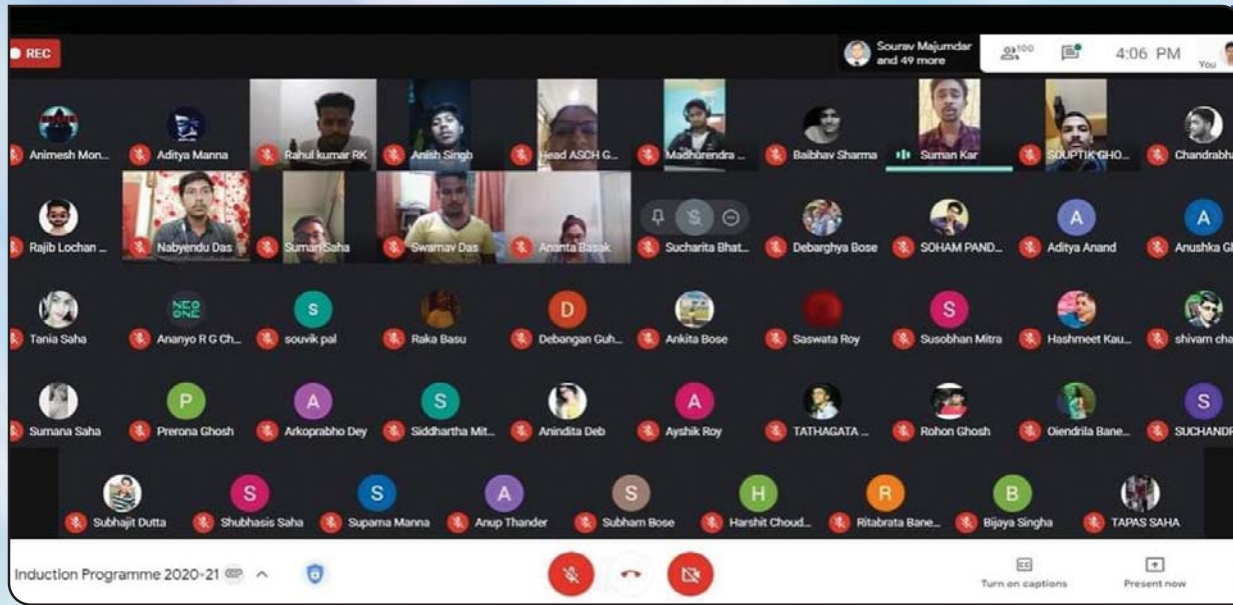 REC
Sourav Majumdar
and 49 more
100
4:06 PM
You
Animesh Mon...
Aditya Manna
Rahul kumar RK
Anish Singh
Head ASCH G...
Madhurendra ...
Baibhav Sharma
Suman Kar
SOUPTIK GHO...
Chandrabha
Rajib Lochan ...
Nabyendu Das
Suman Saha
Swarnav Das
Ananta Basak
Sucharita Bhat...
Debarghya Bose
SOHAM PAND...
A
Aditya Anand
A
Anushka Gh
Tania Saha
NEO
ONE
Ananyo R G Ch...
s
souvik pal
Raka Basu
D
Debangan Guh...
Ankita Bose
Saswata Roy
S
Susobhan Mitra
Hashmeet Kau...
shivam cha
Sumana Saha
P
Prerona Ghosh
A
Arkoprabho Dey
S
Siddhartha Mit...
Anindita Deb
A
Ayshik Roy
TATHAGATA ...
Rohon Ghosh
Oiendrila Bane...
S
SUCHANDR
Subhajit Dutta
S
Shubhasis Saha
S
Suparna Manna
A
Anup Thander
S
Subham Bose
H
Harshit Choud...
R
Ritabrata Bane...
B
Bijaya Singha
TAPAS SAHA
Induction Programme 2020-21
Turn on captions
Present now